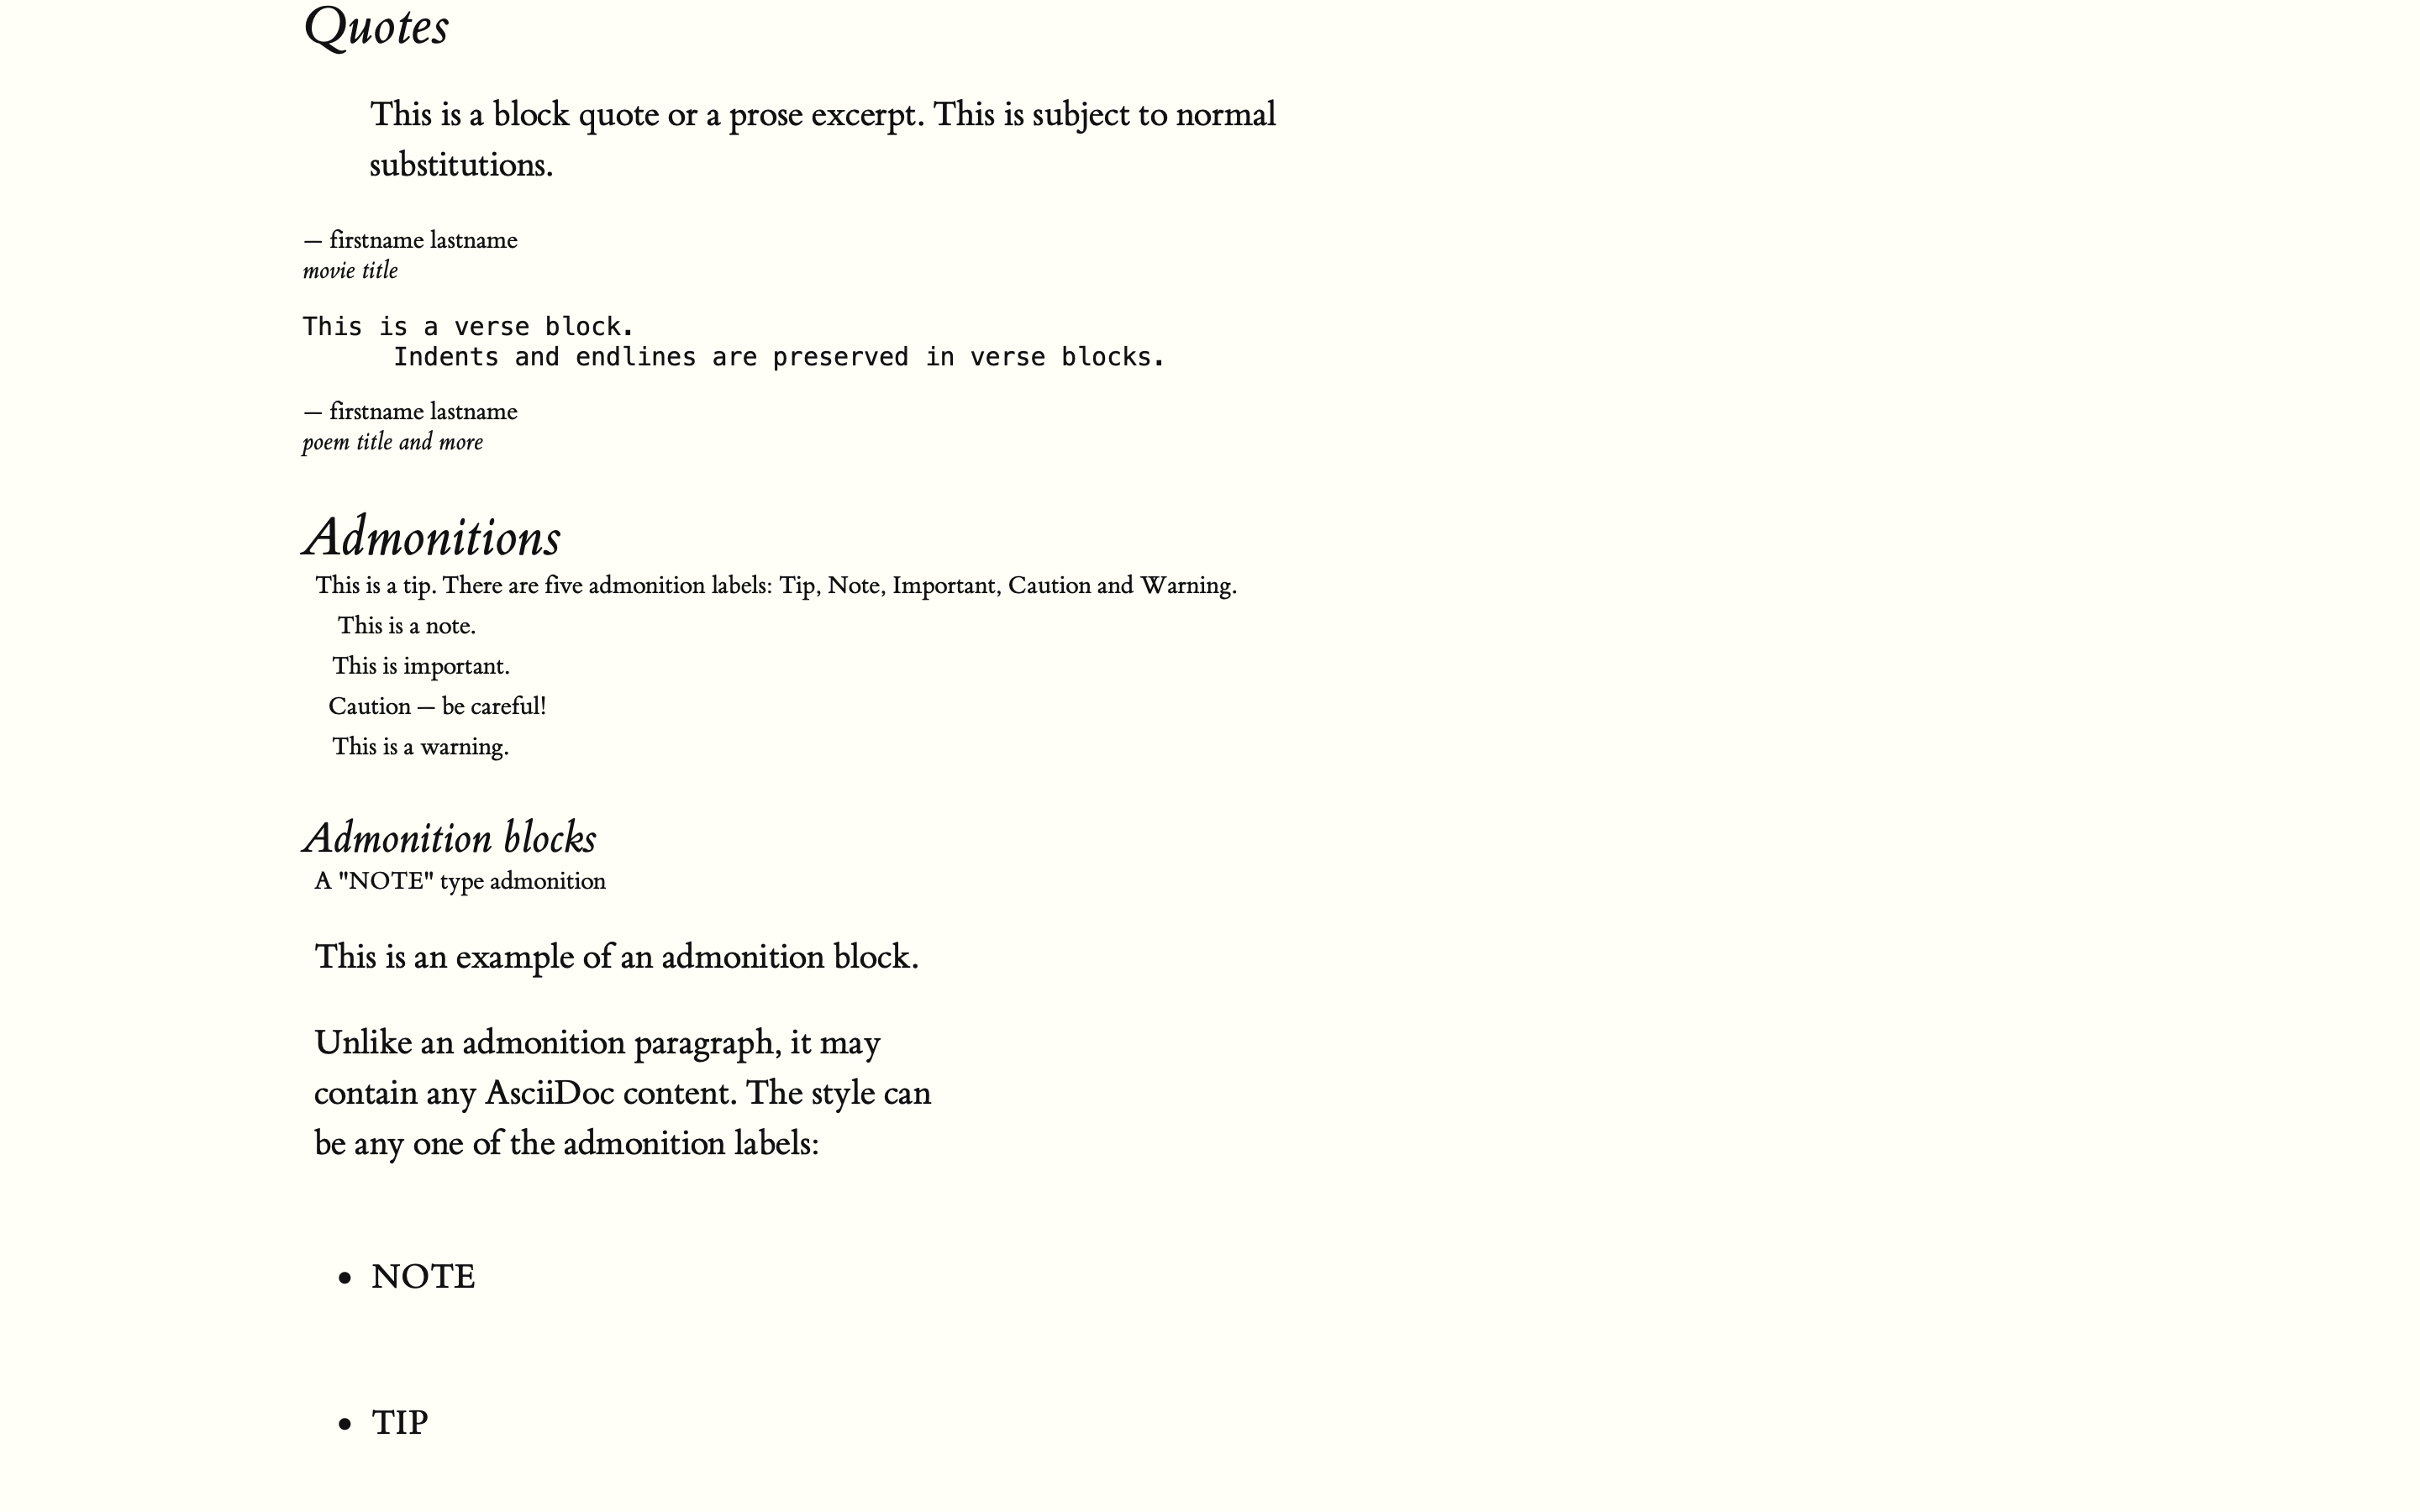 Quotes
This is a block quote or a prose excerpt. This is subject to normal
substitutions.
— firstname lastname
movie title
This is a verse block.
      Indents and endlines are preserved in verse blocks.
— firstname lastname
poem title and more
Admonitions
This is a tip. There are five admonition labels: Tip, Note, Important, Caution and Warning.
This is a note.
This is important.
Caution — be careful!
This is a warning.
Admonition blocks
A "NOTE" type admonition
This is an example of an admonition block.
Unlike an admonition paragraph, it may
contain any AsciiDoc content. The style can
be any one of the admonition labels:
• NOTE
• TIP